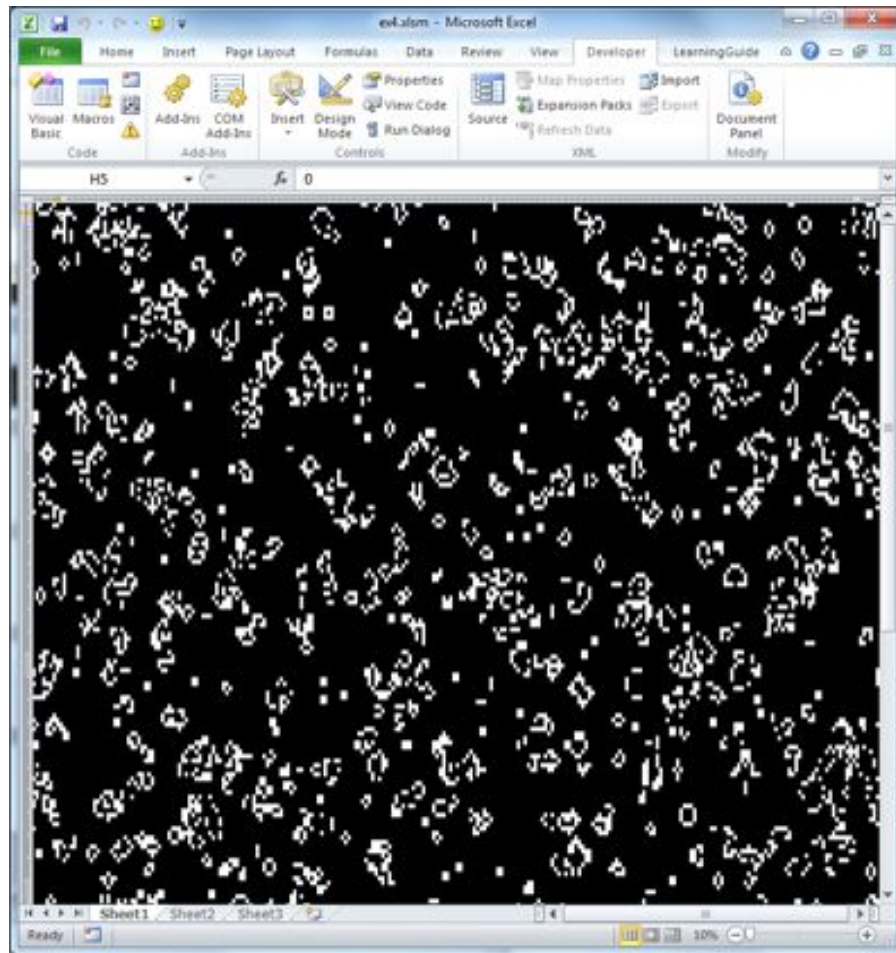 ex4.xlsm - Microsoft Excel
File Home Insert Page Layout Formulas Data Review View Developer LearningGuide
Visual Basic
Macros
Add-Ins
COM Add-Ins
Insert
Design Mode
Properties
View Code
Run Dialog
Source
Map Properties
Expansion Packs
Refresh Data
Import
Export
Document Panel
Code Add-Ins Controls XML Modify
H5 fx 0
Sheet1 Sheet2 Sheet3
Ready 10%